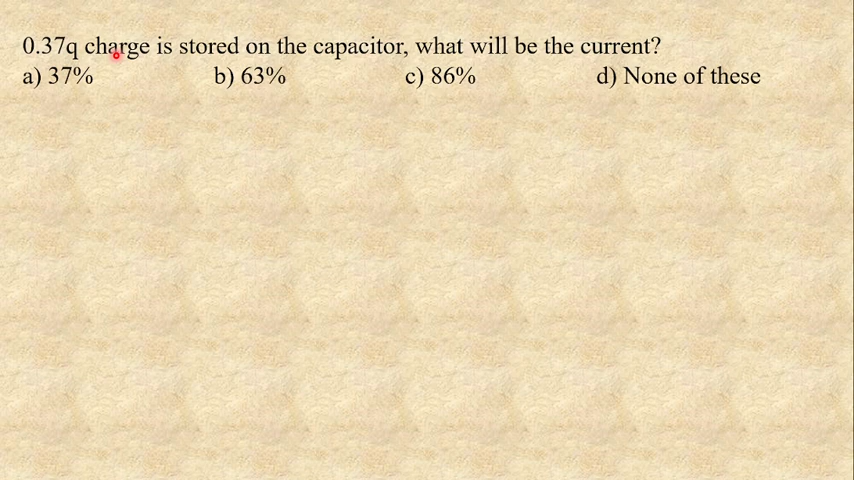 0.37q charge is stored on the capacitor, what will be the current?
a) 37% b) 63% c) 86% d) None of these